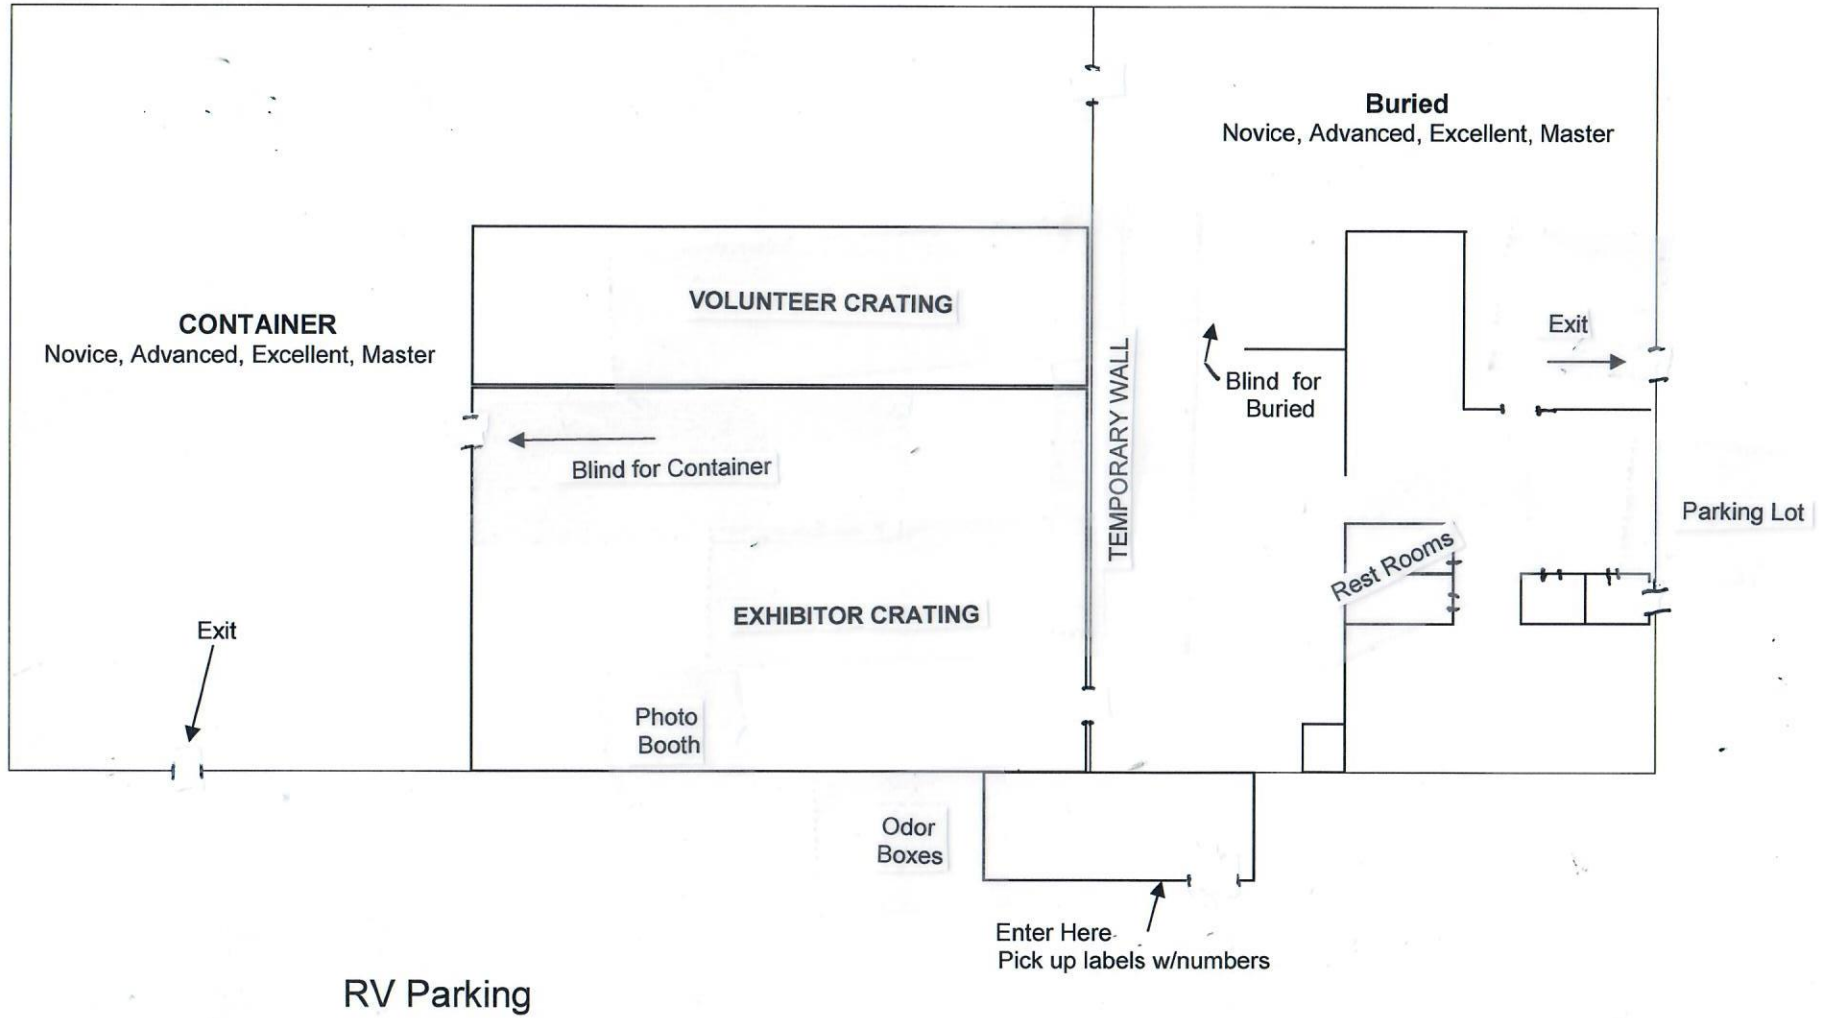 Buried
Novice, Advanced, Excellent, Master
VOLUNTEER CRATING
CONTAINER
Novice, Advanced, Excellent, Master
Exit
TEMPORARY WALL
Blind for
Buried
Blind for Container
Parking Lot
Rest Rooms
EXHIBITOR CRATING
Exit
Photo
Booth
Odor
Boxes
Enter Here
Pick up labels w/numbers
RV Parking